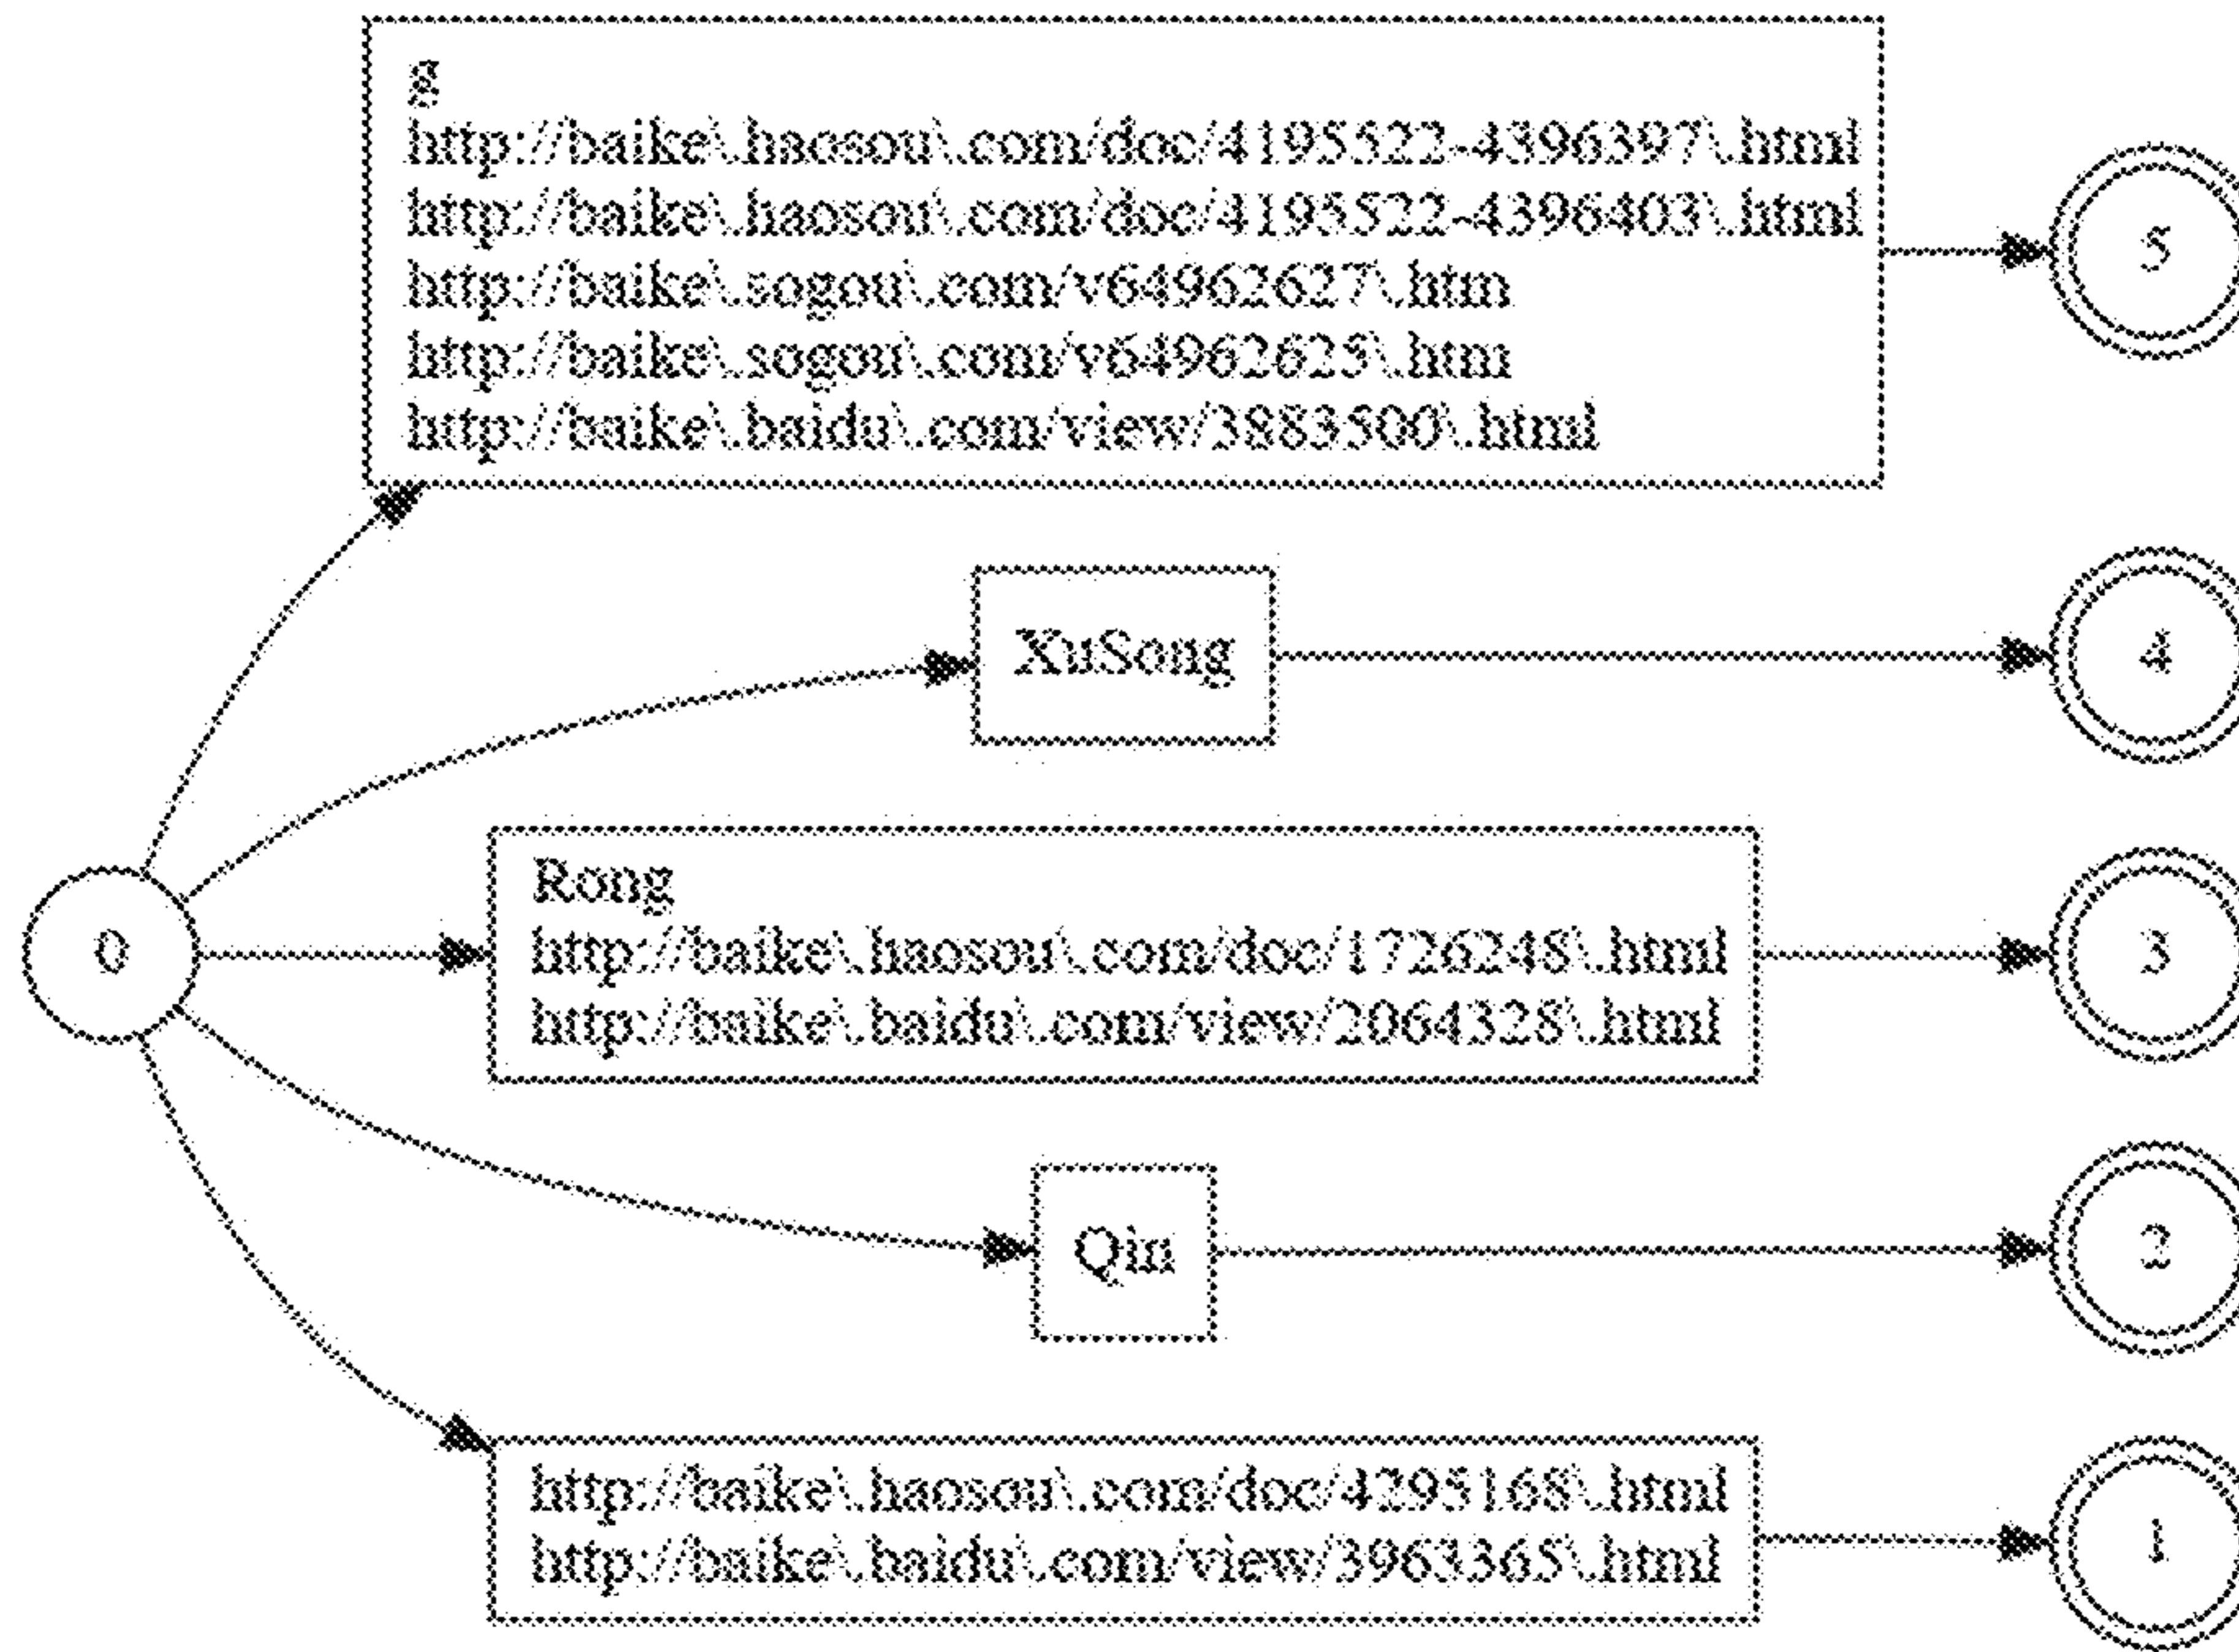 g
http://baike\.haosou\.com/doc/4195522-4396397\.html
http://baike\.haosou\.com/doc/4195522-4396403\.html
http://baike\.sogou\.com/v64962627\.htm
http://baike\.sogou\.com/v64962625\.htm
http://baike\.baidu\.com/view/3883500\.html
5
XuSong
4
0
Rong
http://baike\.haosou\.com/doc/1726248\.html
http://baike\.baidu\.com/view/2064328\.html
3
Qin
2
http://baike\.haosou\.com/doc/4295168\.html
http://baike\.baidu\.com/view/3963365\.html
1